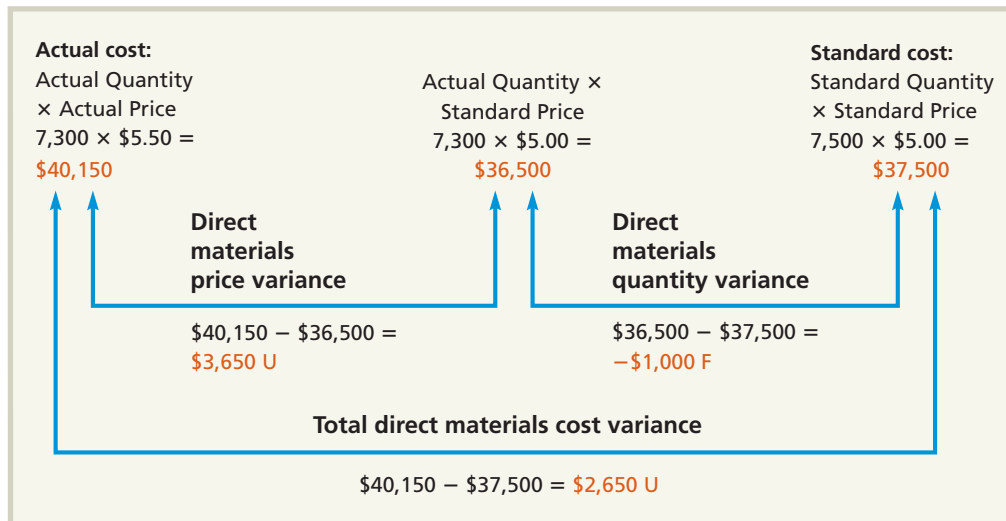 Actual cost:
Actual Quantity
× Actual Price
7,300 × $5.50 =
$40,150
Actual Quantity ×
Standard Price
7,300 × $5.00 =
$36,500
Standard cost:
Standard Quantity
× Standard Price
7,500 × $5.00 =
$37,500
Direct
materials
price variance
$40,150 − $36,500 =
$3,650 U
Direct
materials
quantity variance
$36,500 − $37,500 =
−$1,000 F
Total direct materials cost variance
$40,150 − $37,500 = $2,650 U